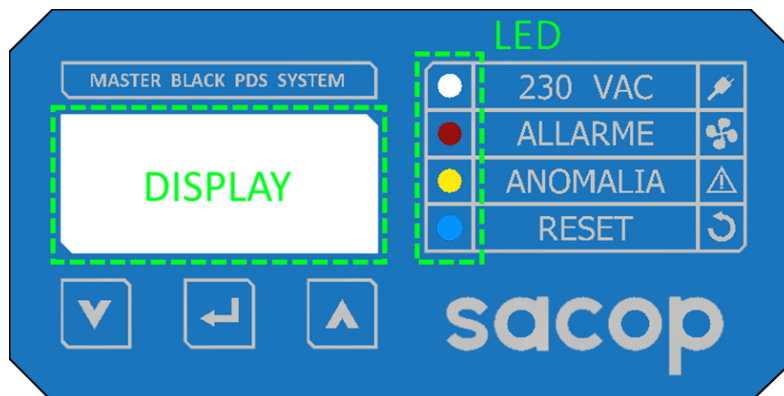 LED
MASTER BLACK PDS SYSTEM
DISPLAY
230 VAC
ALLARME
ANOMALIA
RESET
sacop